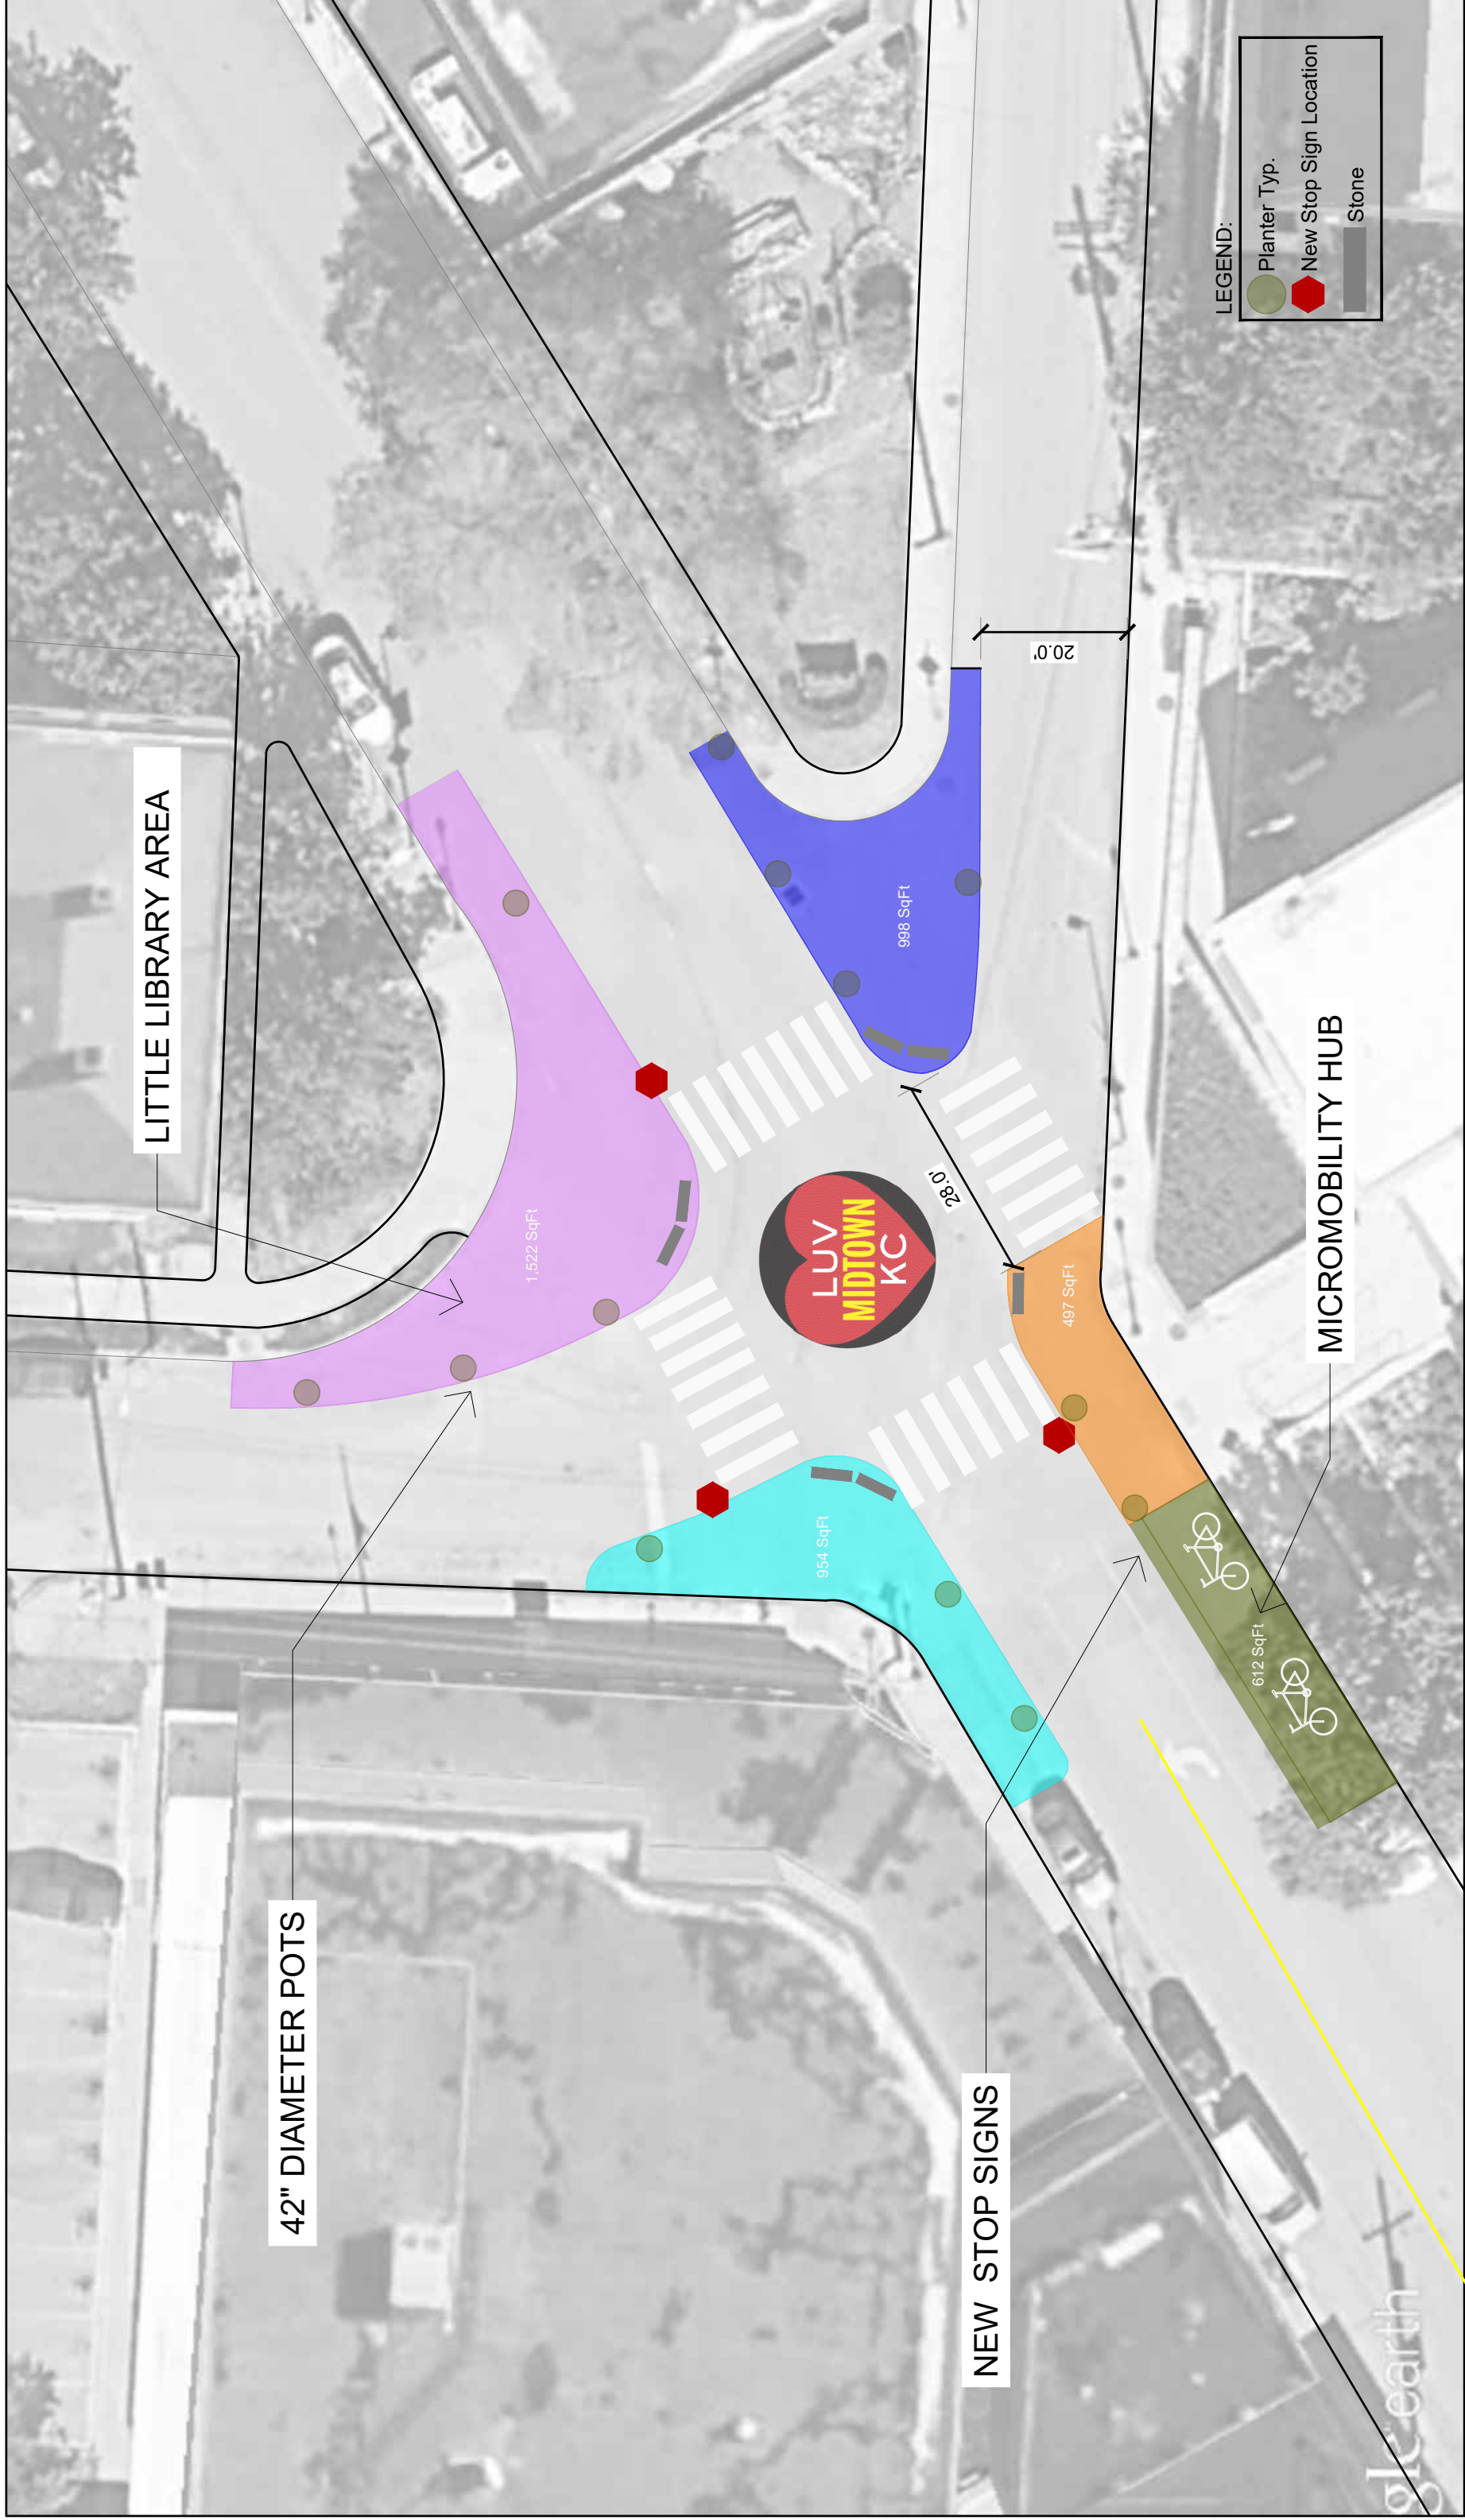 LITTLE LIBRARY AREA
42" DIAMETER POTS
NEW STOP SIGNS
MICROMOBILITY HUB
1,522 SqFt
998 SqFt
954 SqFt
497 SqFt
612 SqFt
28.0'
20.0'
LUV
MIDTOWN
KC
LEGEND:
Planter Typ.
New Stop Sign Location
Stone
earth